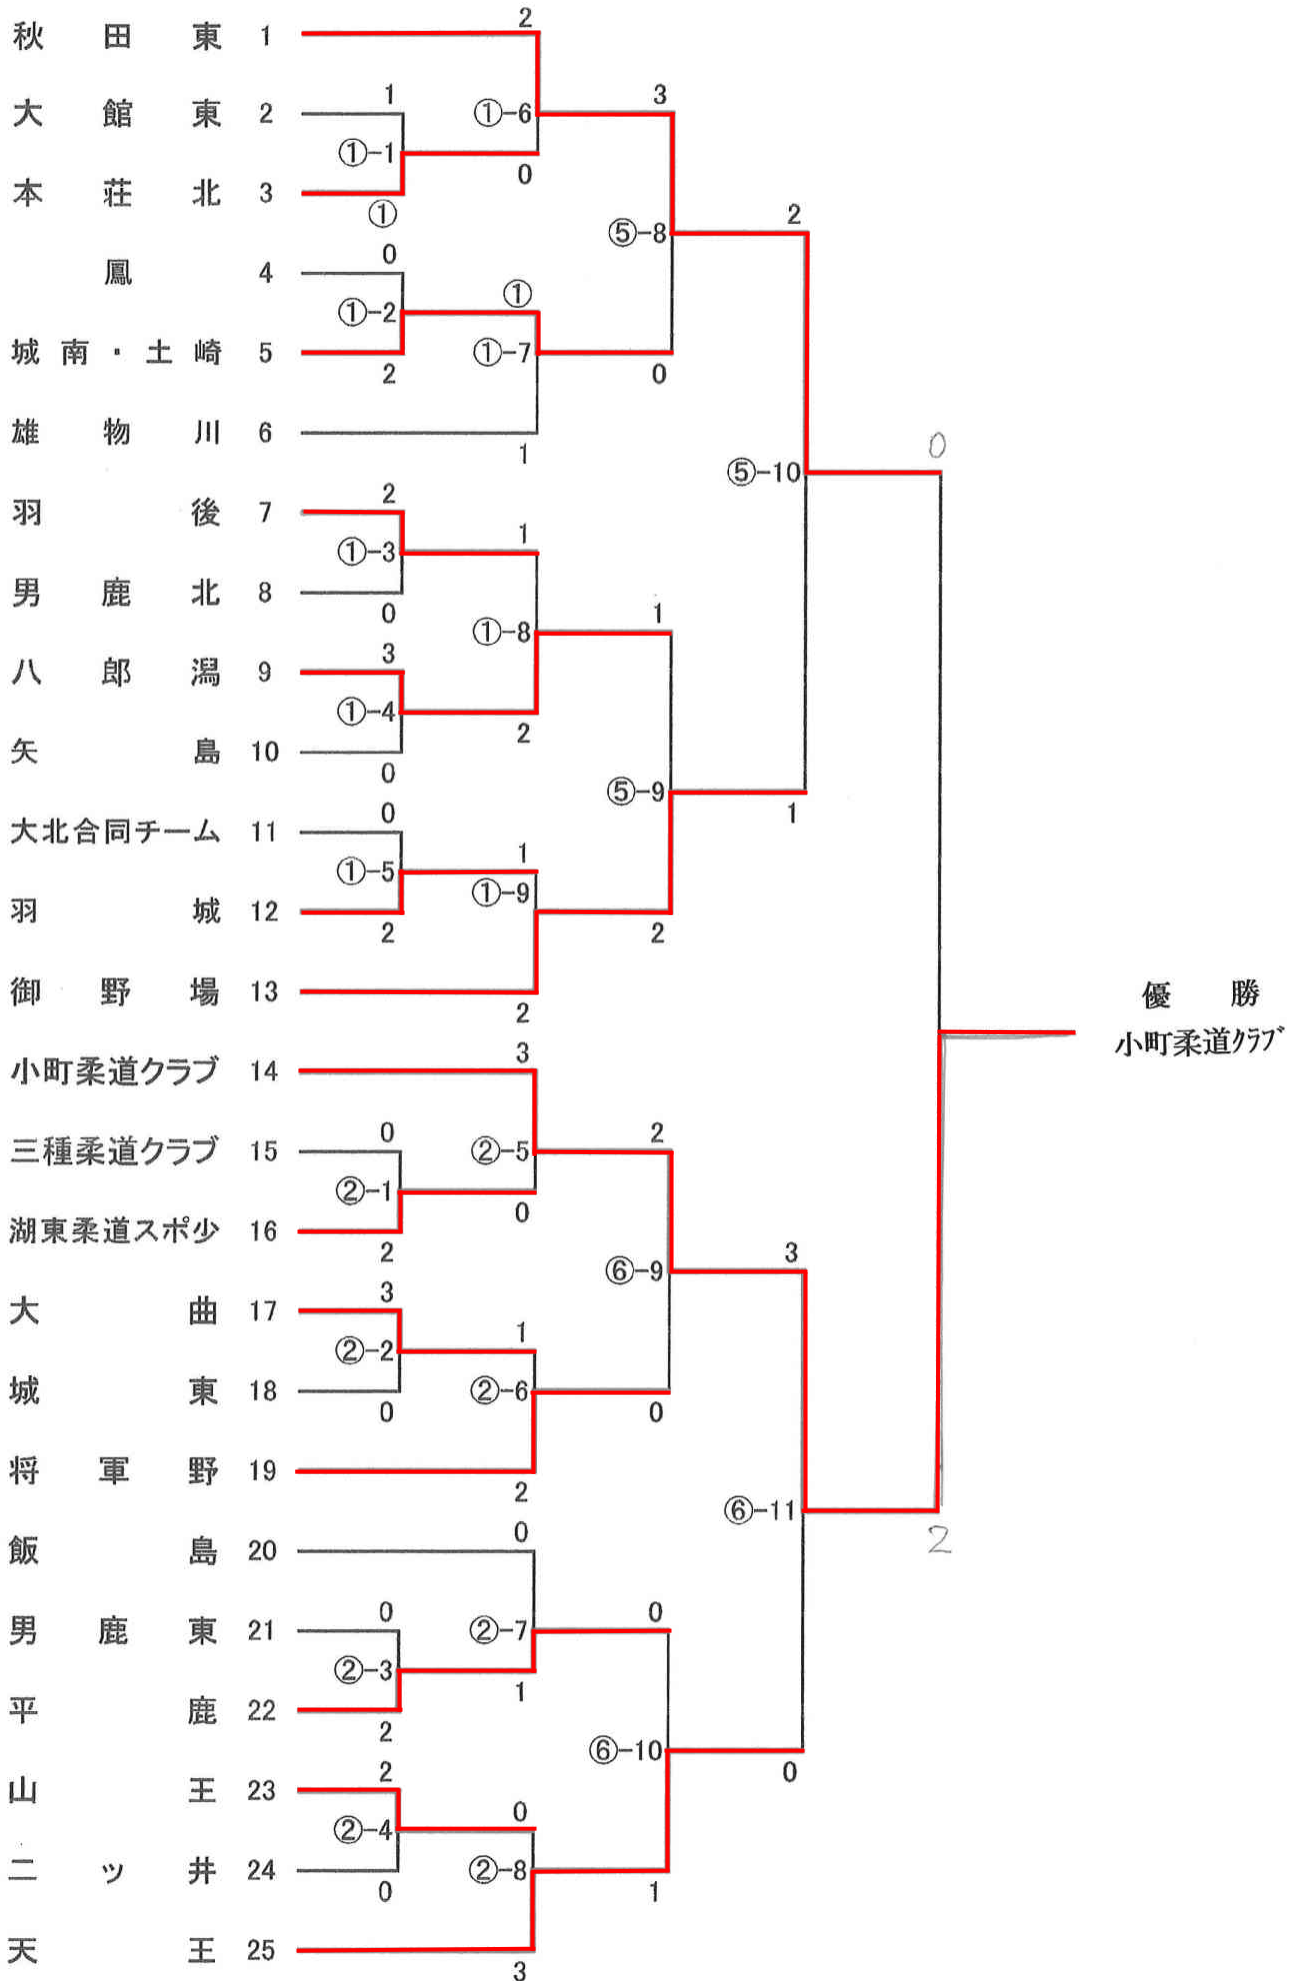 2
秋田東 1
1
3
大館東 2
①-6
①-1
0
本荘北 3
①
2
⑤-8
0
鳳 4
①
①-2
城南・土崎 5
①-7
2
0
雄物川 6
0
1
⑤-10
2
羽後 7
1
①-3
男鹿北 8
0
1
①-8
3
八郎潟 9
①-4
2
矢島 10
0
⑤-9
0
1
大北合同チーム 11
1
①-5
①-9
羽城 12
2
2
御野場 13
優勝
2
小町柔道クラブ
3
小町柔道クラブ 14
0
2
三種柔道クラブ 15
②-5
②-1
0
湖東柔道スポ少 16
2
3
⑥-9
3
大曲 17
1
②-2
城東 18
②-6
0
0
将軍野 19
2
⑥-11
0
2
飯島 20
0
0
男鹿東 21
②-7
②-3
1
平鹿 22
2
⑥-10
2
0
山王 23
0
②-4
二ッ井 24
②-8
0
1
天王 25
3